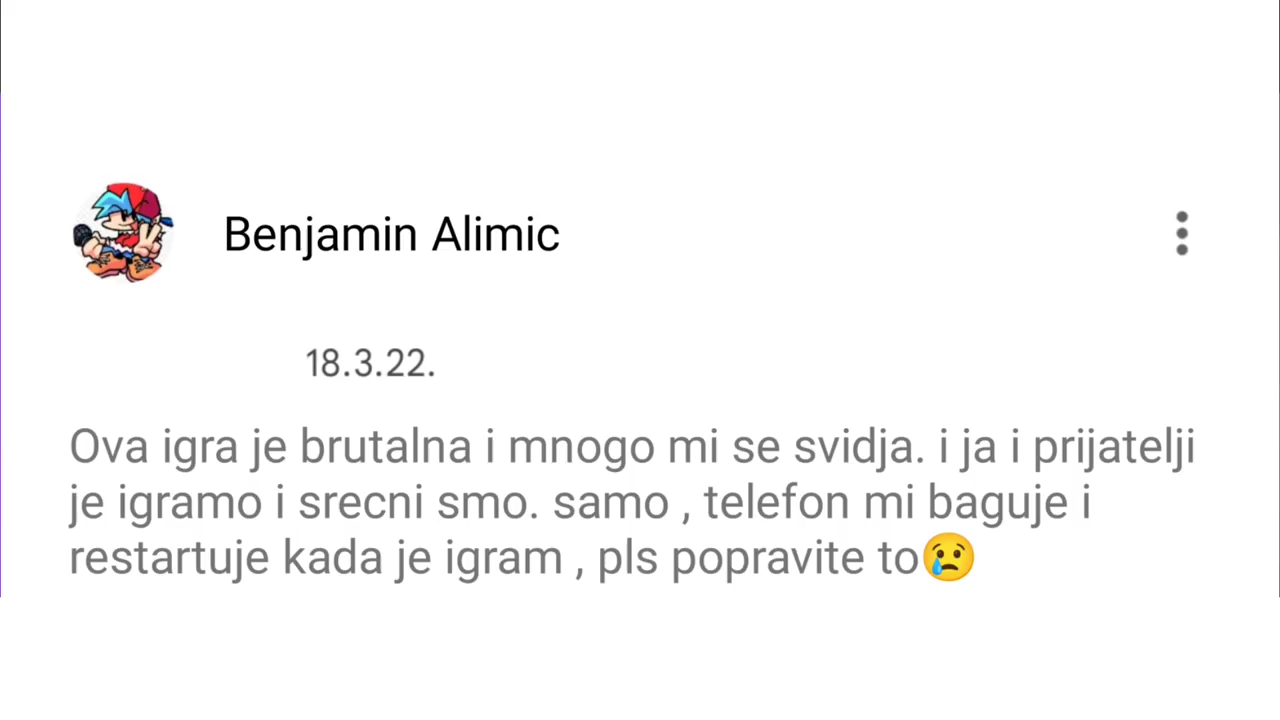 Benjamin Alimic
18.3.22.
Ova igra je brutalna i mnogo mi se svidja. i ja i prijatelji
je igramo i srecni smo. samo , telefon mi baguje i
restartuje kada je igram , pls popravite to😢